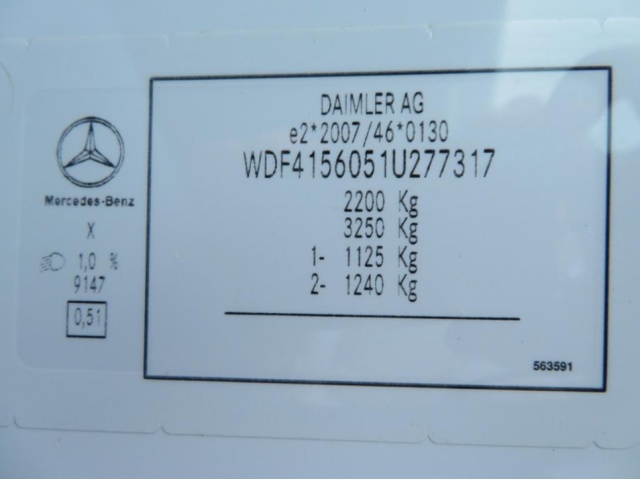 Mercedes-Benz
X
1,0 %
9147
0,51
DAIMLER AG
e2*2007/46*0130
WDF4156051U277317
2200 Kg
3250 Kg
1- 1125 Kg
2- 1240 Kg
563591